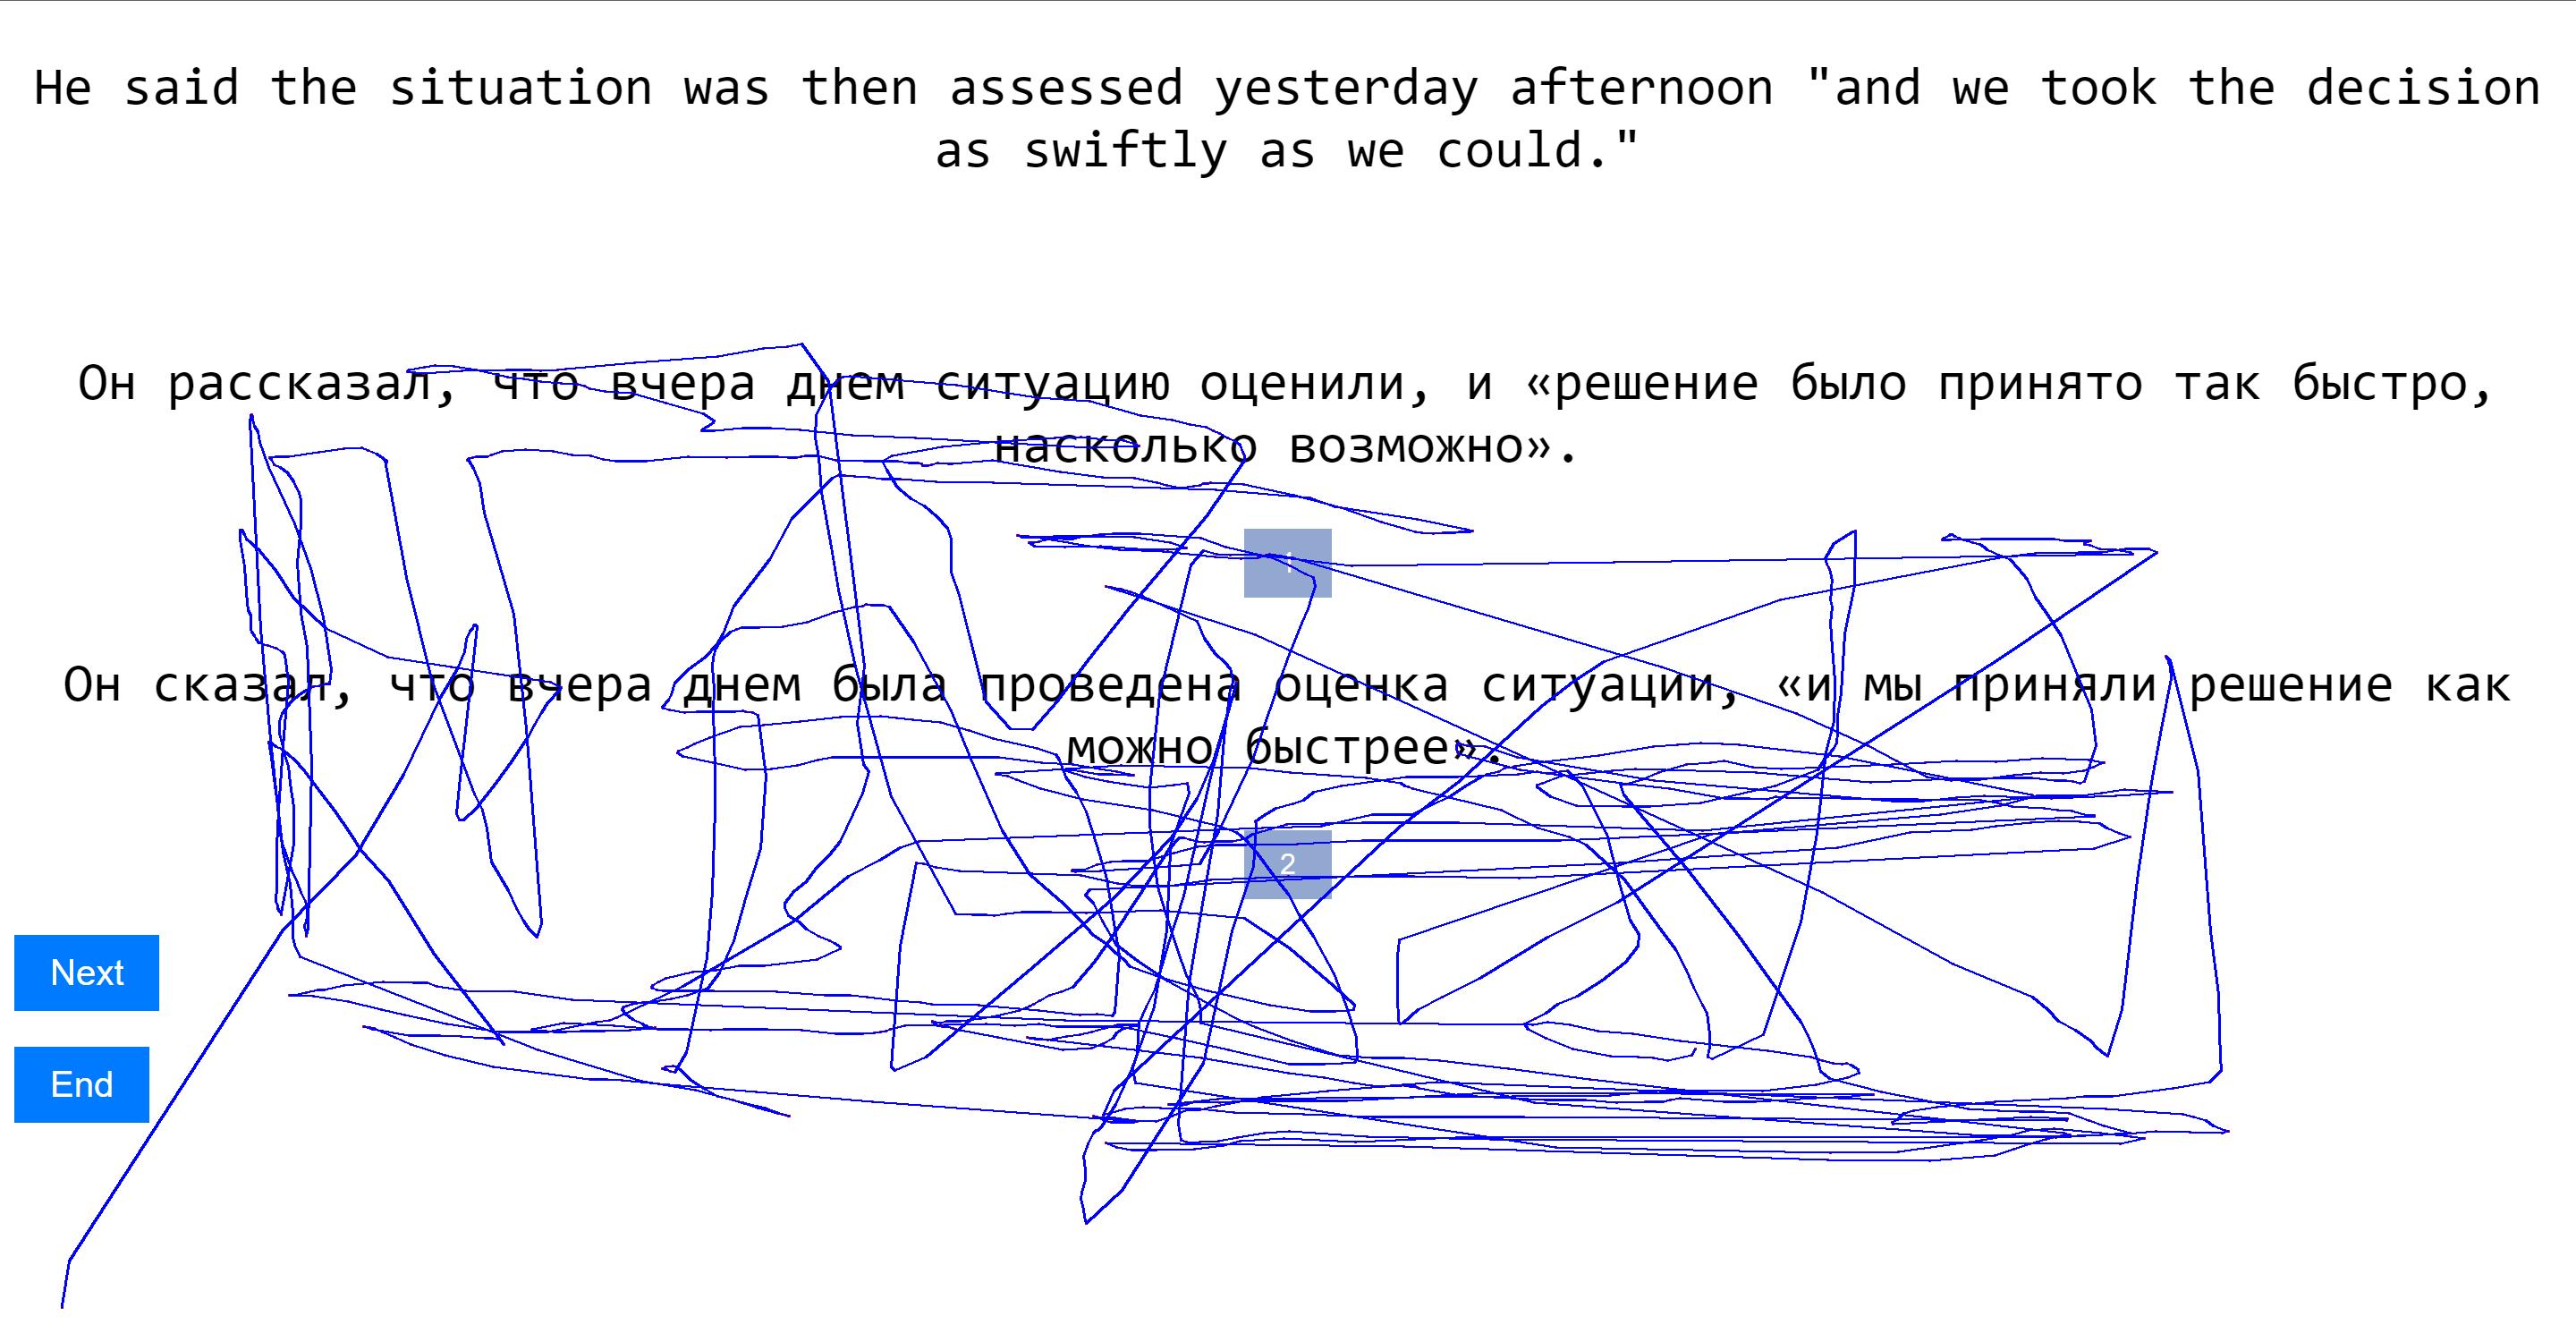 He said the situation was then assessed yesterday afternoon "and we took the decision
as swiftly as we could."
Он рассказал, что вчера днем ситуацию оценили, и «решение было принято так быстро,
насколько возможно».
1
Он сказал, что вчера днем была проведена оценка ситуации, «и мы приняли решение как
можно быстрее».
2
Next
End